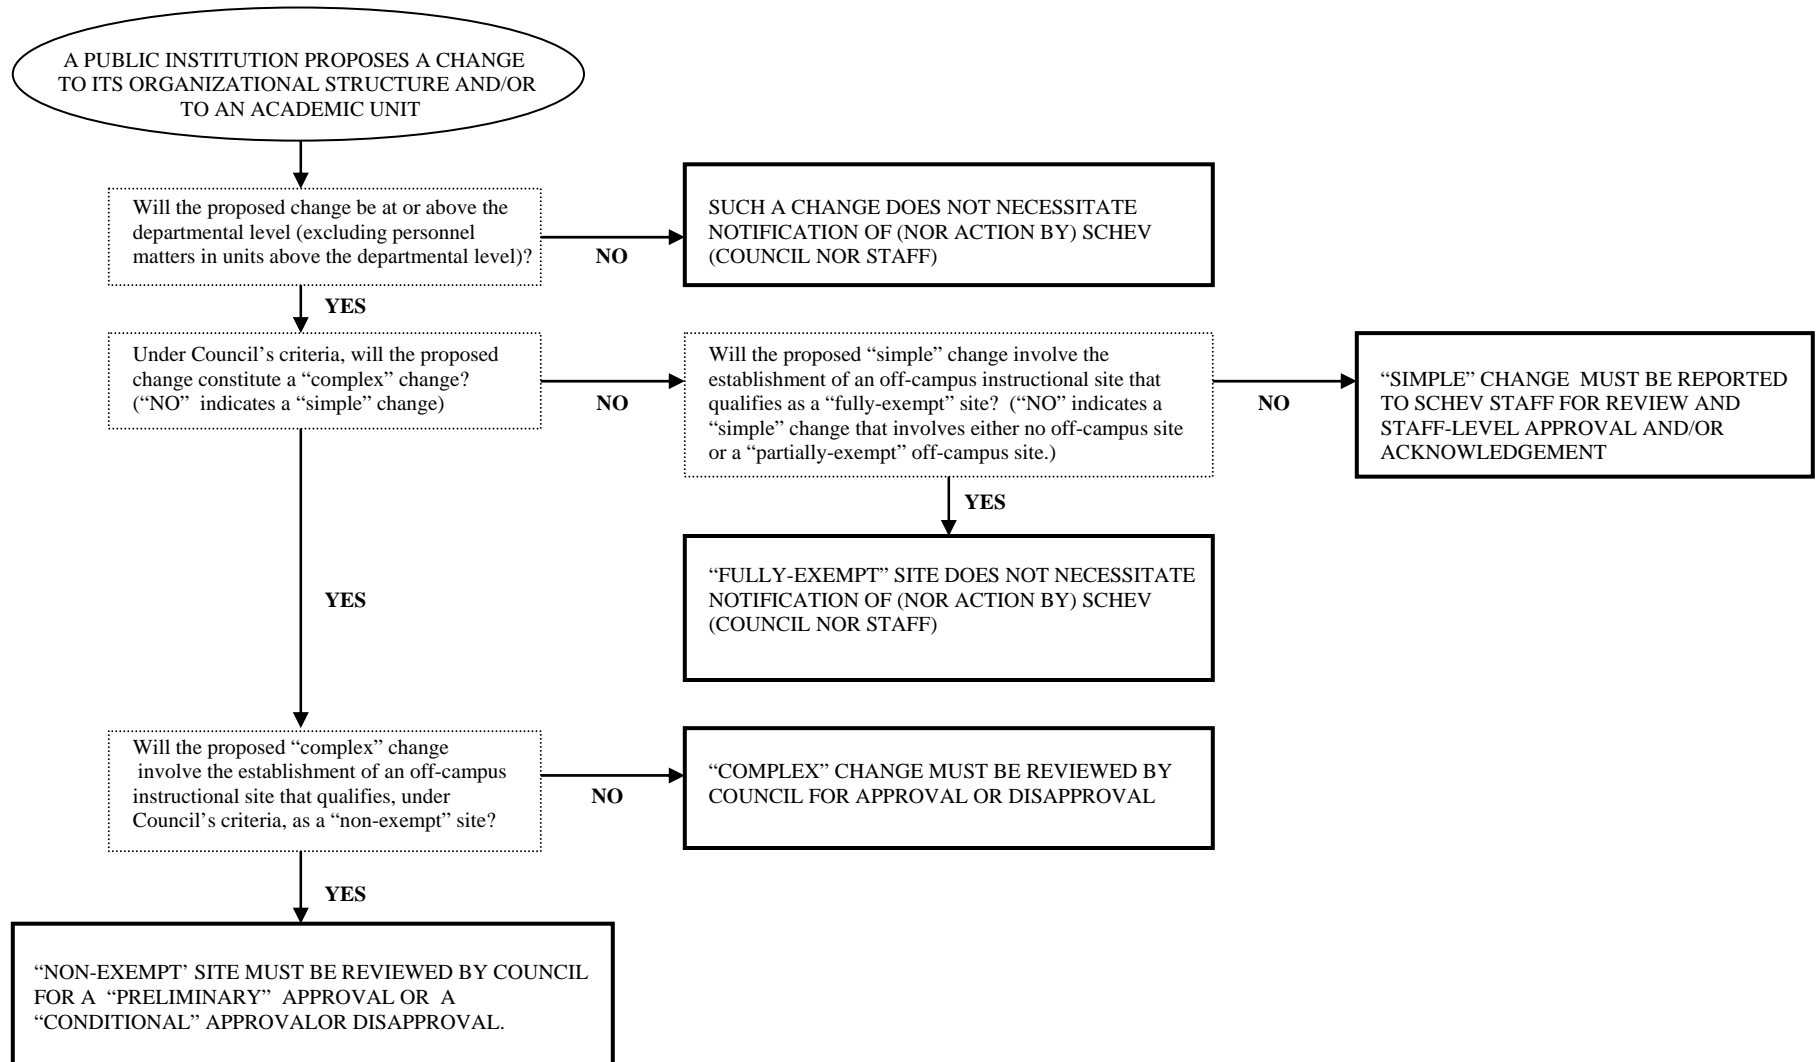 A PUBLIC INSTITUTION PROPOSES A CHANGE
TO ITS ORGANIZATIONAL STRUCTURE AND/OR
TO AN ACADEMIC UNIT
Will the proposed change be at or above the
departmental level (excluding personnel
matters in units above the departmental level)?
NO
SUCH A CHANGE DOES NOT NECESSITATE
NOTIFICATION OF (NOR ACTION BY) SCHEV
(COUNCIL NOR STAFF)
YES
Under Council’s criteria, will the proposed
change constitute a “complex” change?
(“NO” indicates a “simple” change)
NO
Will the proposed “simple” change involve the
establishment of an off-campus instructional site that
qualifies as a “fully-exempt” site? (“NO” indicates a
“simple” change that involves either no off-campus site
or a “partially-exempt” off-campus site.)
NO
“SIMPLE” CHANGE MUST BE REPORTED
TO SCHEV STAFF FOR REVIEW AND
STAFF-LEVEL APPROVAL AND/OR
ACKNOWLEDGEMENT
YES
“FULLY-EXEMPT” SITE DOES NOT NECESSITATE
NOTIFICATION OF (NOR ACTION BY) SCHEV
(COUNCIL NOR STAFF)
YES
Will the proposed “complex” change
involve the establishment of an off-campus
instructional site that qualifies, under
Council’s criteria, as a “non-exempt” site?
NO
“COMPLEX” CHANGE MUST BE REVIEWED BY
COUNCIL FOR APPROVAL OR DISAPPROVAL
YES
“NON-EXEMPT’ SITE MUST BE REVIEWED BY COUNCIL
FOR A “PRELIMINARY” APPROVAL OR A
“CONDITIONAL” APPROVALOR DISAPPROVAL.